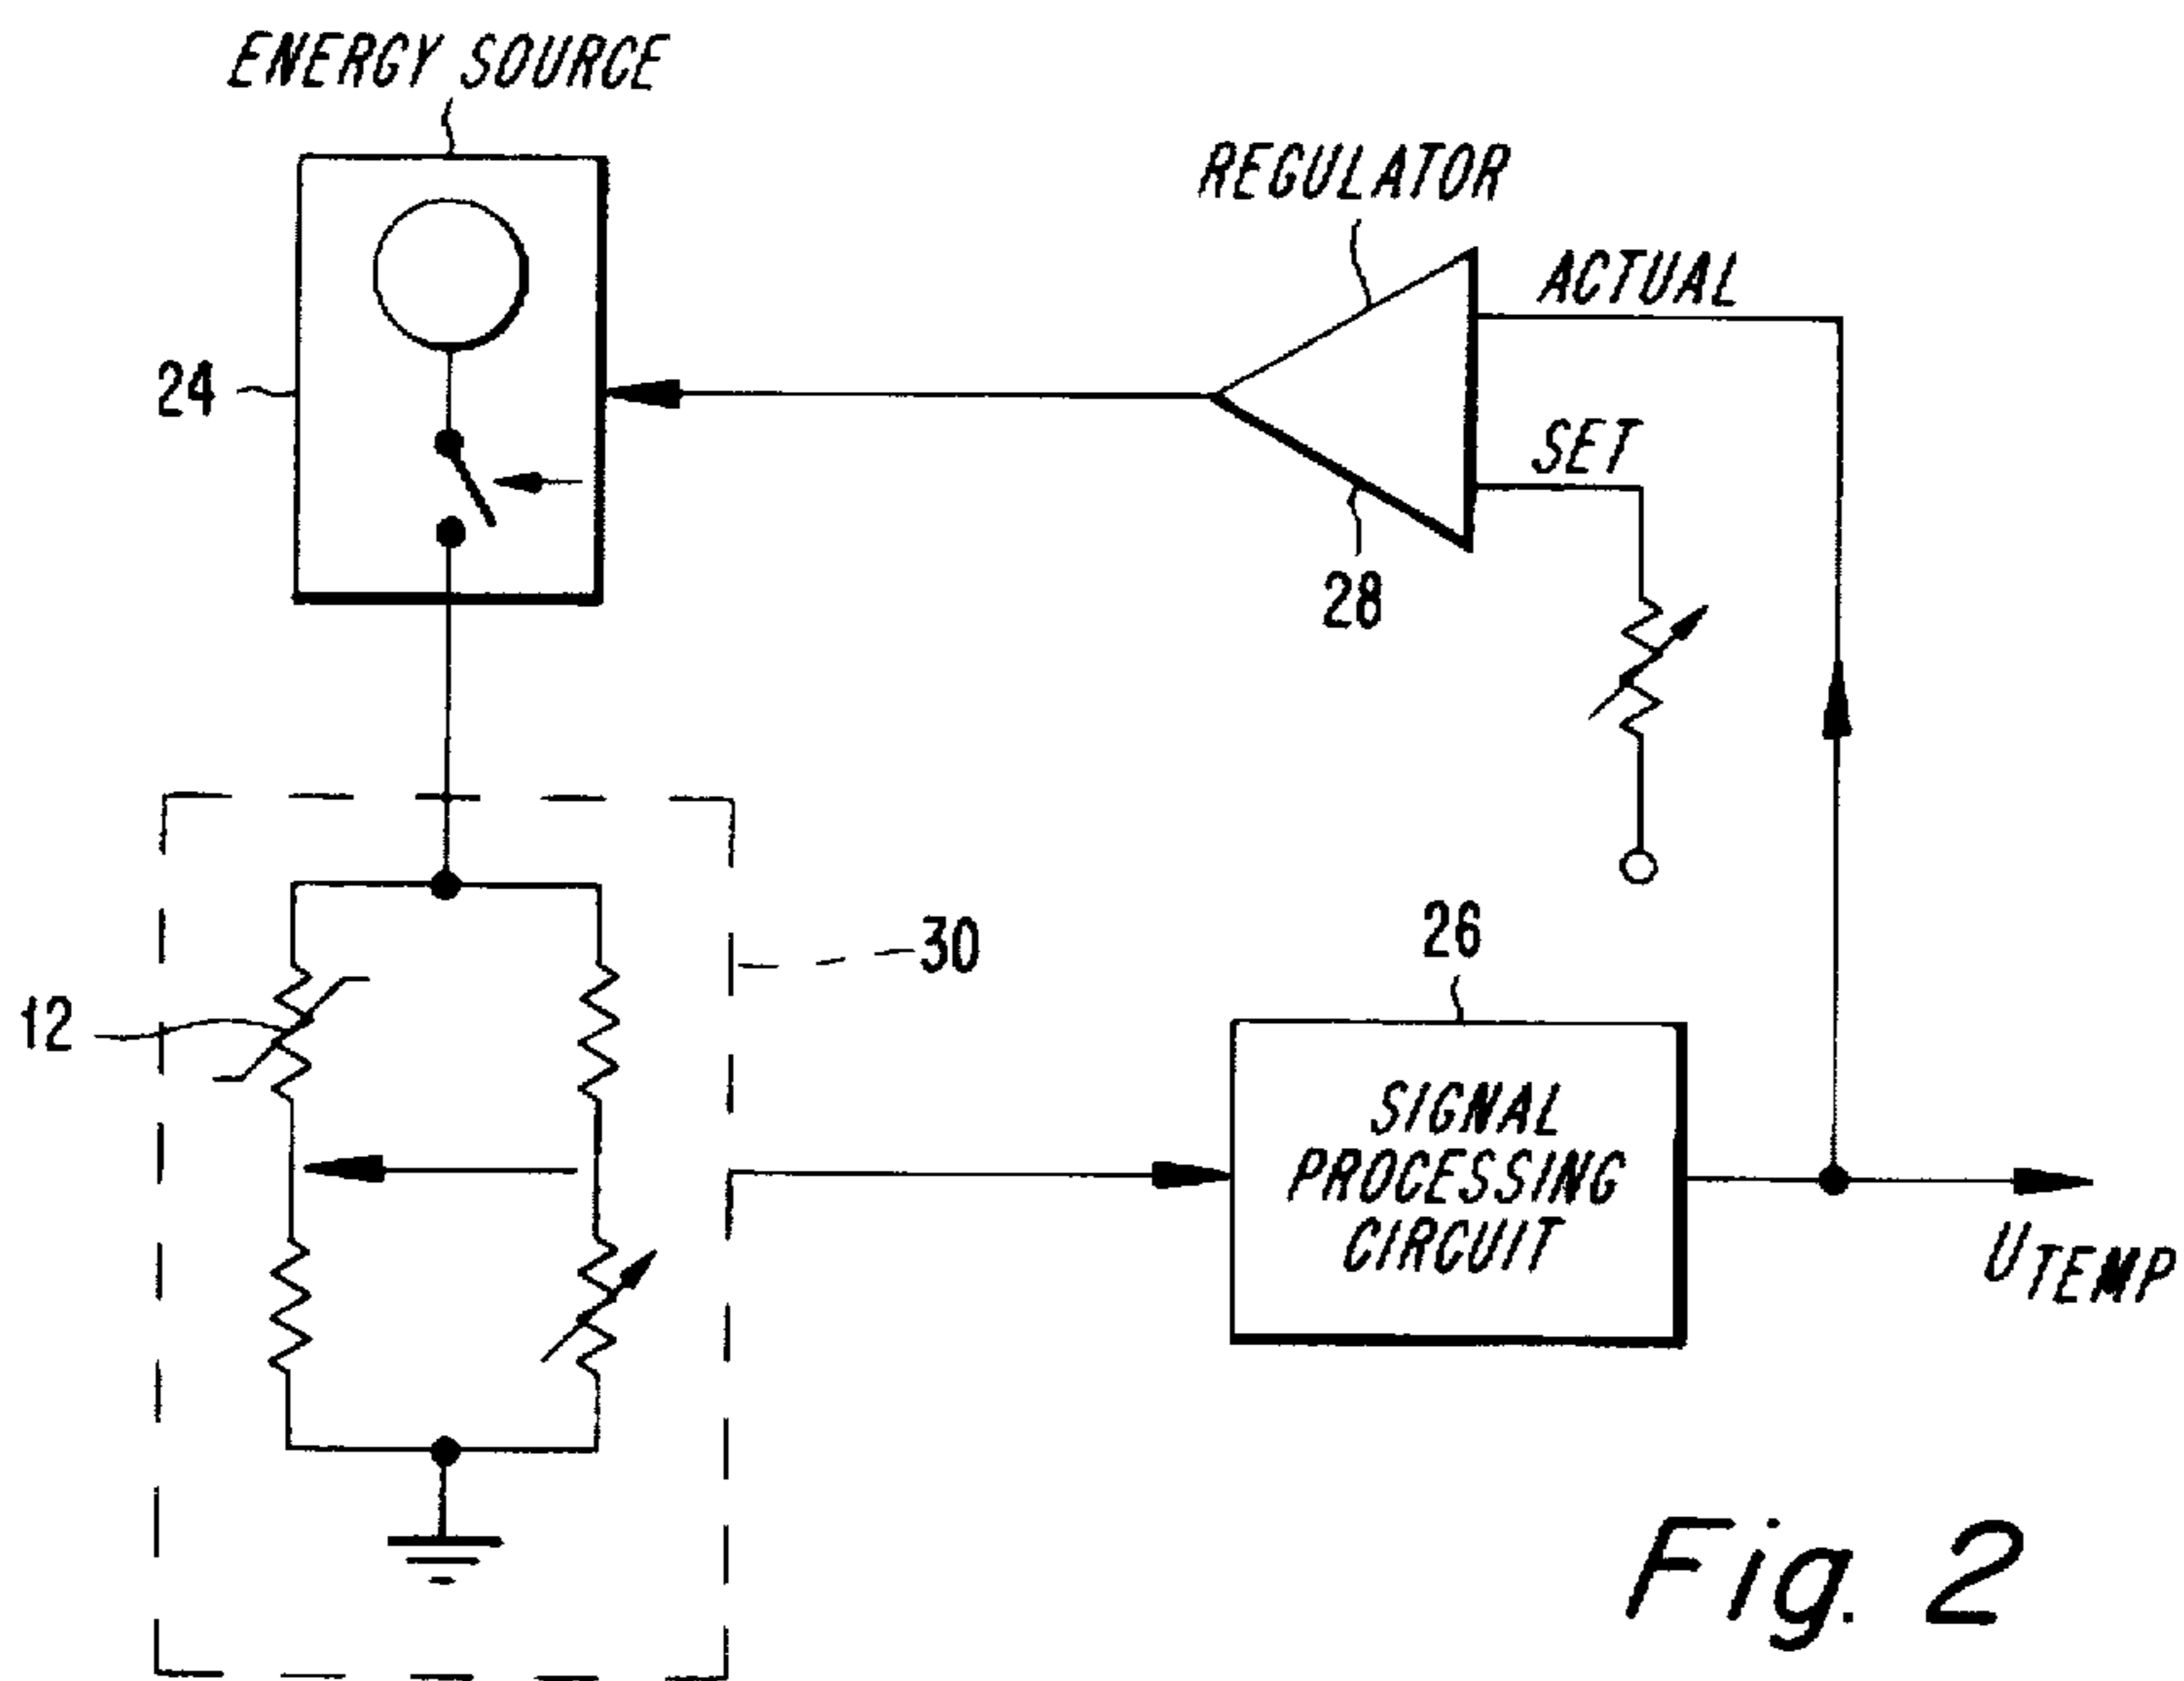 ENERGY SOURCE
REGULATOR
ACTUAL
24
SET
28
26
30
12
SIGNAL
PROCESSING
CIRCUIT
UTEMP
Fig. 2